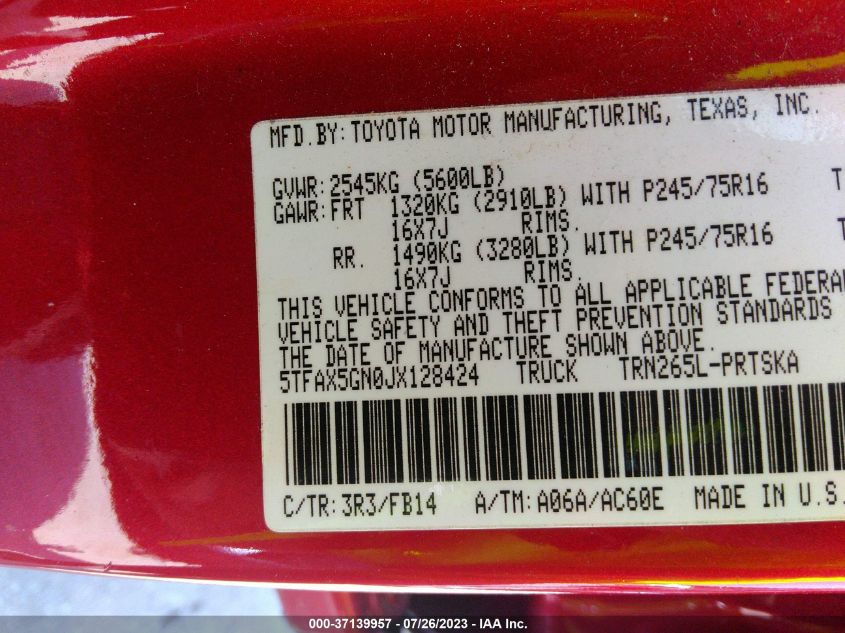 MFD.BY:TOYOTA MOTOR MANUFACTURING, TEXAS, INC.
GVWR:2545KG (5600LB)
GAWR:FRT 1320KG (2910LB) WITH P245/75R16 T
16X7J RIMS.
RR. 1490KG (3280LB) WITH P245/75R16 T
16X7J RIMS.
THIS VEHICLE CONFORMS TO ALL APPLICABLE FEDERA
VEHICLE SAFETY AND THEFT PREVENTION STANDARDS
THE DATE OF MANUFACTURE SHOWN ABOVE.
5TFAX5GN0JX128424 TRUCK TRN265L-PRTSKA
C/TR:3R3/FB14 A/TM:A06A/AC60E MADE IN U.S.
000-37139957 / 07/26/2023 / IAA Inc.